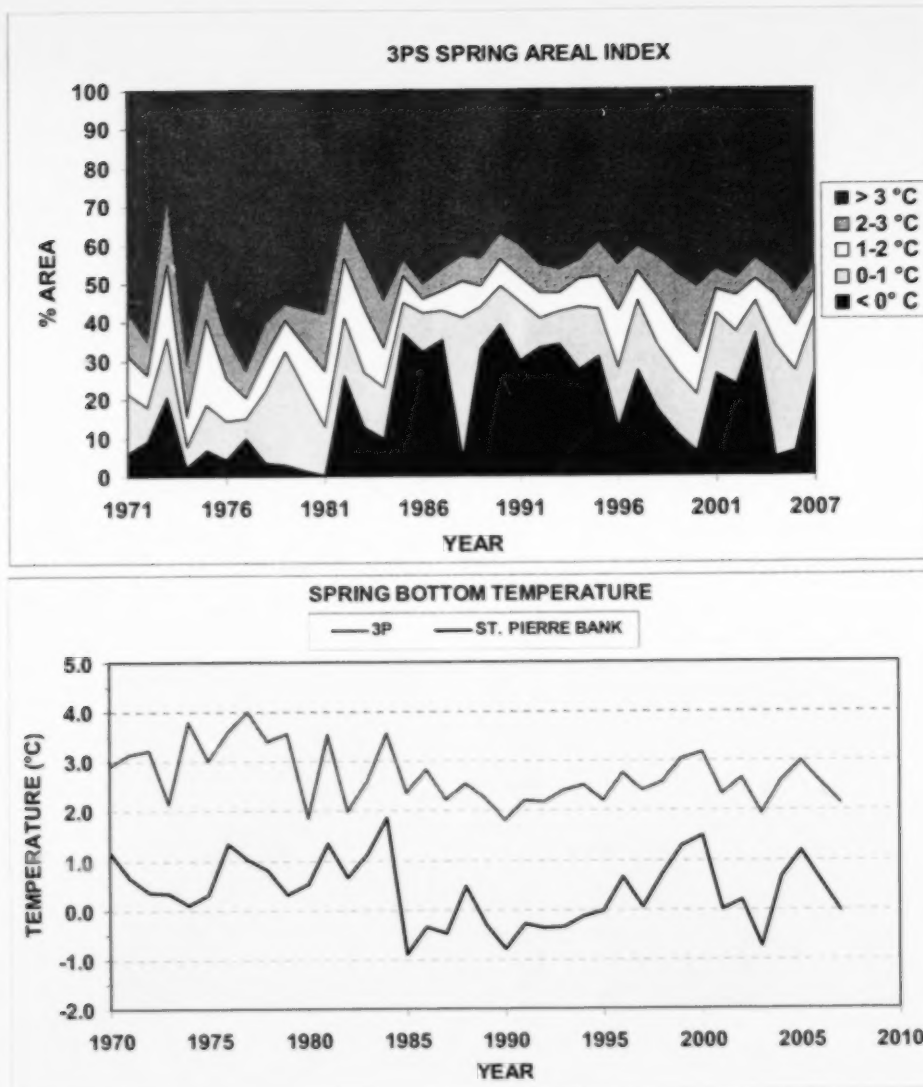 3PS SPRING AREAL INDEX
100
90
80
70
60
50
40
30
20
10
0
% AREA
1971 1976 1981 1986 1991 1996 2001 2007
YEAR
> 3 °C
2-3 °C
1-2 °C
0-1 °C
< 0° C
SPRING BOTTOM TEMPERATURE
3P ST. PIERRE BANK
5.0
4.0
3.0
2.0
1.0
0.0
-1.0
-2.0
TEMPERATURE (°C)
1970 1975 1980 1985 1990 1995 2000 2005 2010
YEAR